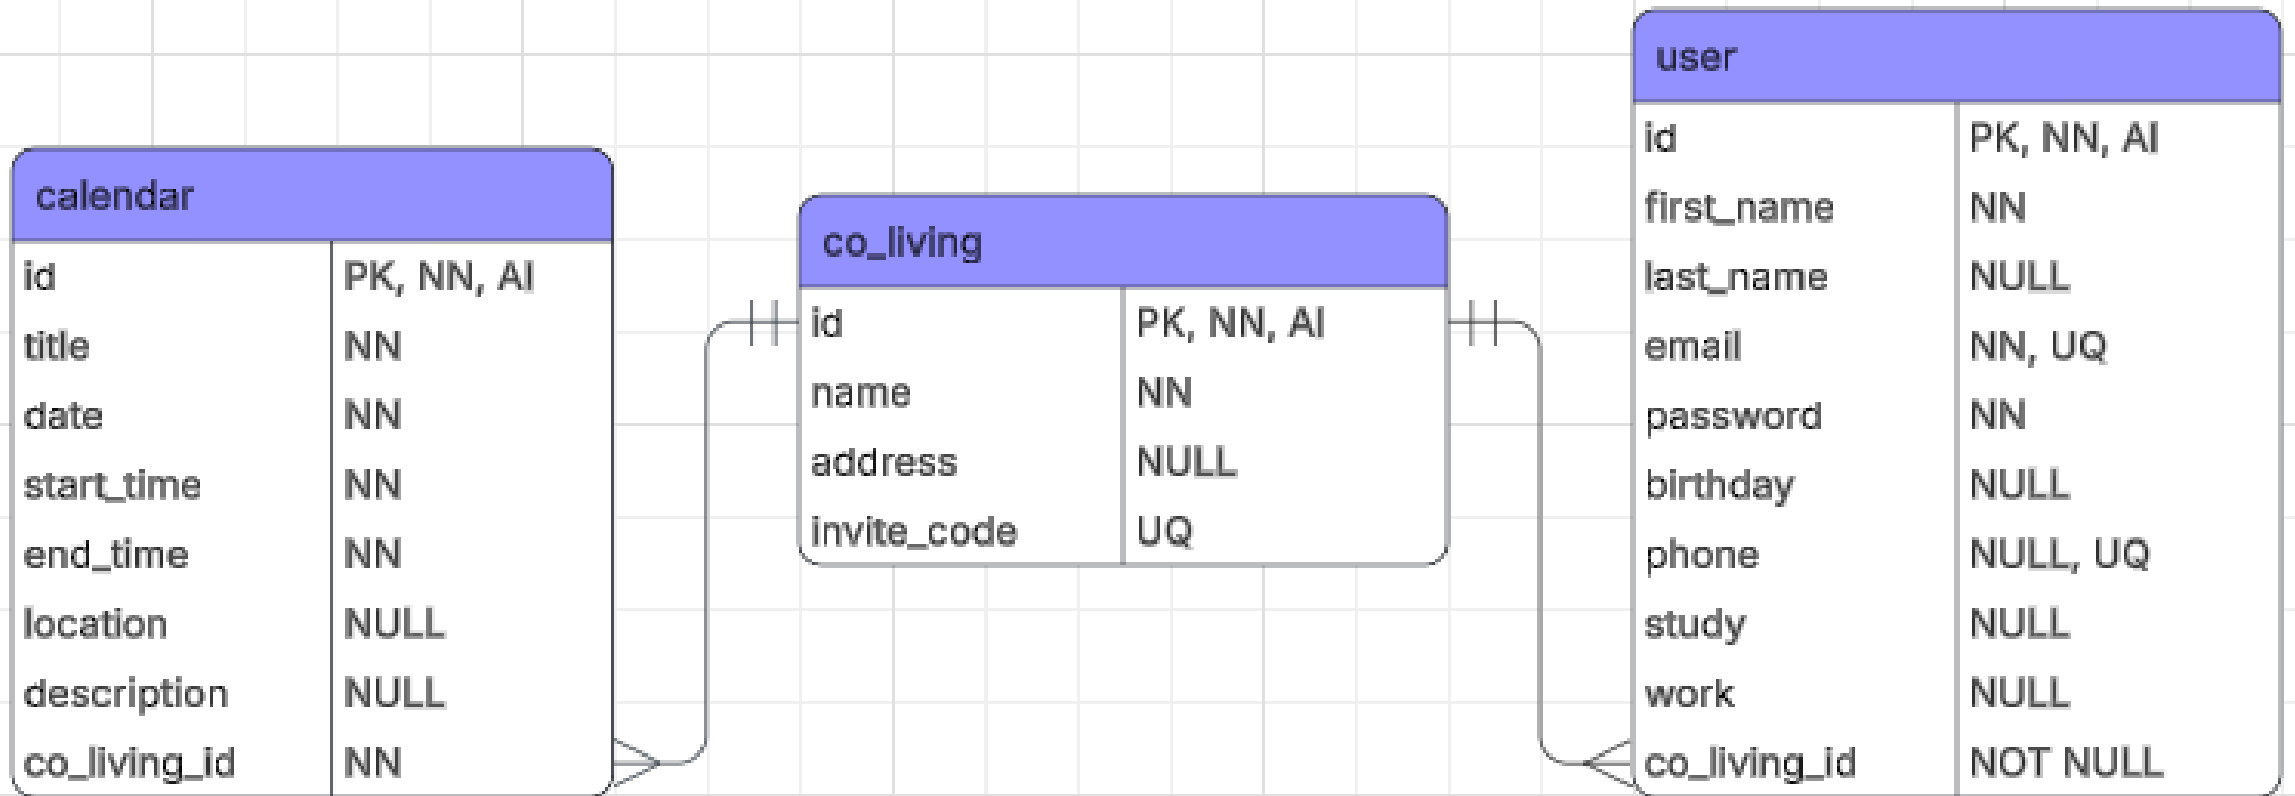 calendar
id PK, NN, AI
title NN
date NN
start_time NN
end_time NN
location NULL
description NULL
co_living_id NN
co_living
id PK, NN, AI
name NN
address NULL
invite_code UQ
user
id PK, NN, AI
first_name NN
last_name NULL
email NN, UQ
password NN
birthday NULL
phone NULL, UQ
study NULL
work NULL
co_living_id NOT NULL